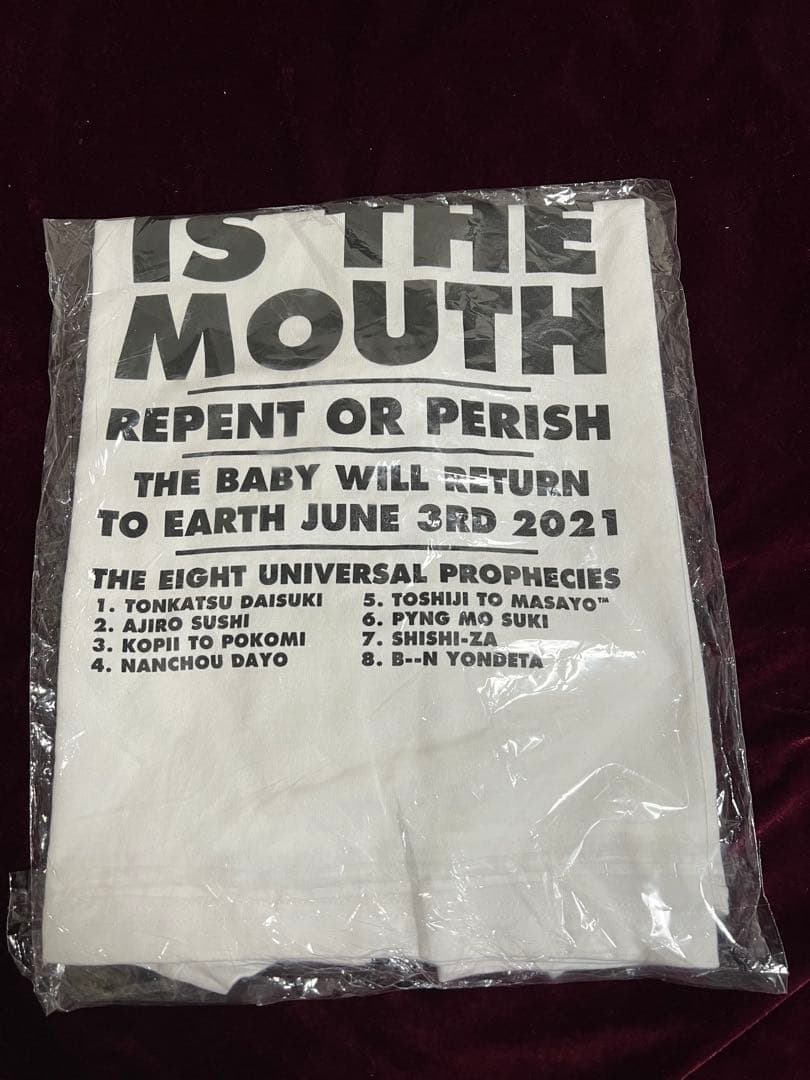 IS THE
MOUTH
REPENT OR PERISH
THE BABY WILL RETURN
TO EARTH JUNE 3RD 2021
THE EIGHT UNIVERSAL PROPHECIES
1. TONKATSU DAISUKI
2. AJIRO SUSHI
3. KOPII TO POKOMI
4. NANCHOU DAYO
5. TOSHIJI TO MASAYO™
6. PYNG MO SUKI
7. SHISHI-ZA
8. B--N YONDETA